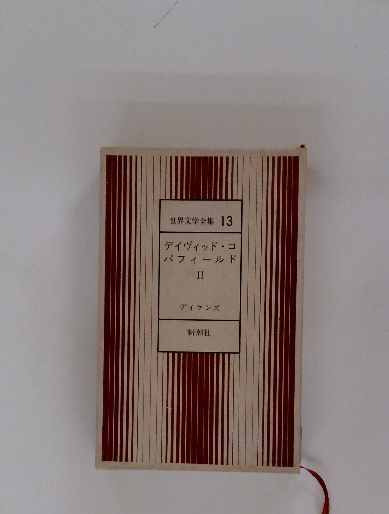 世界文学全集 13
デイヴィッド・コ
パフィールド
II
ディケンズ
新潮社